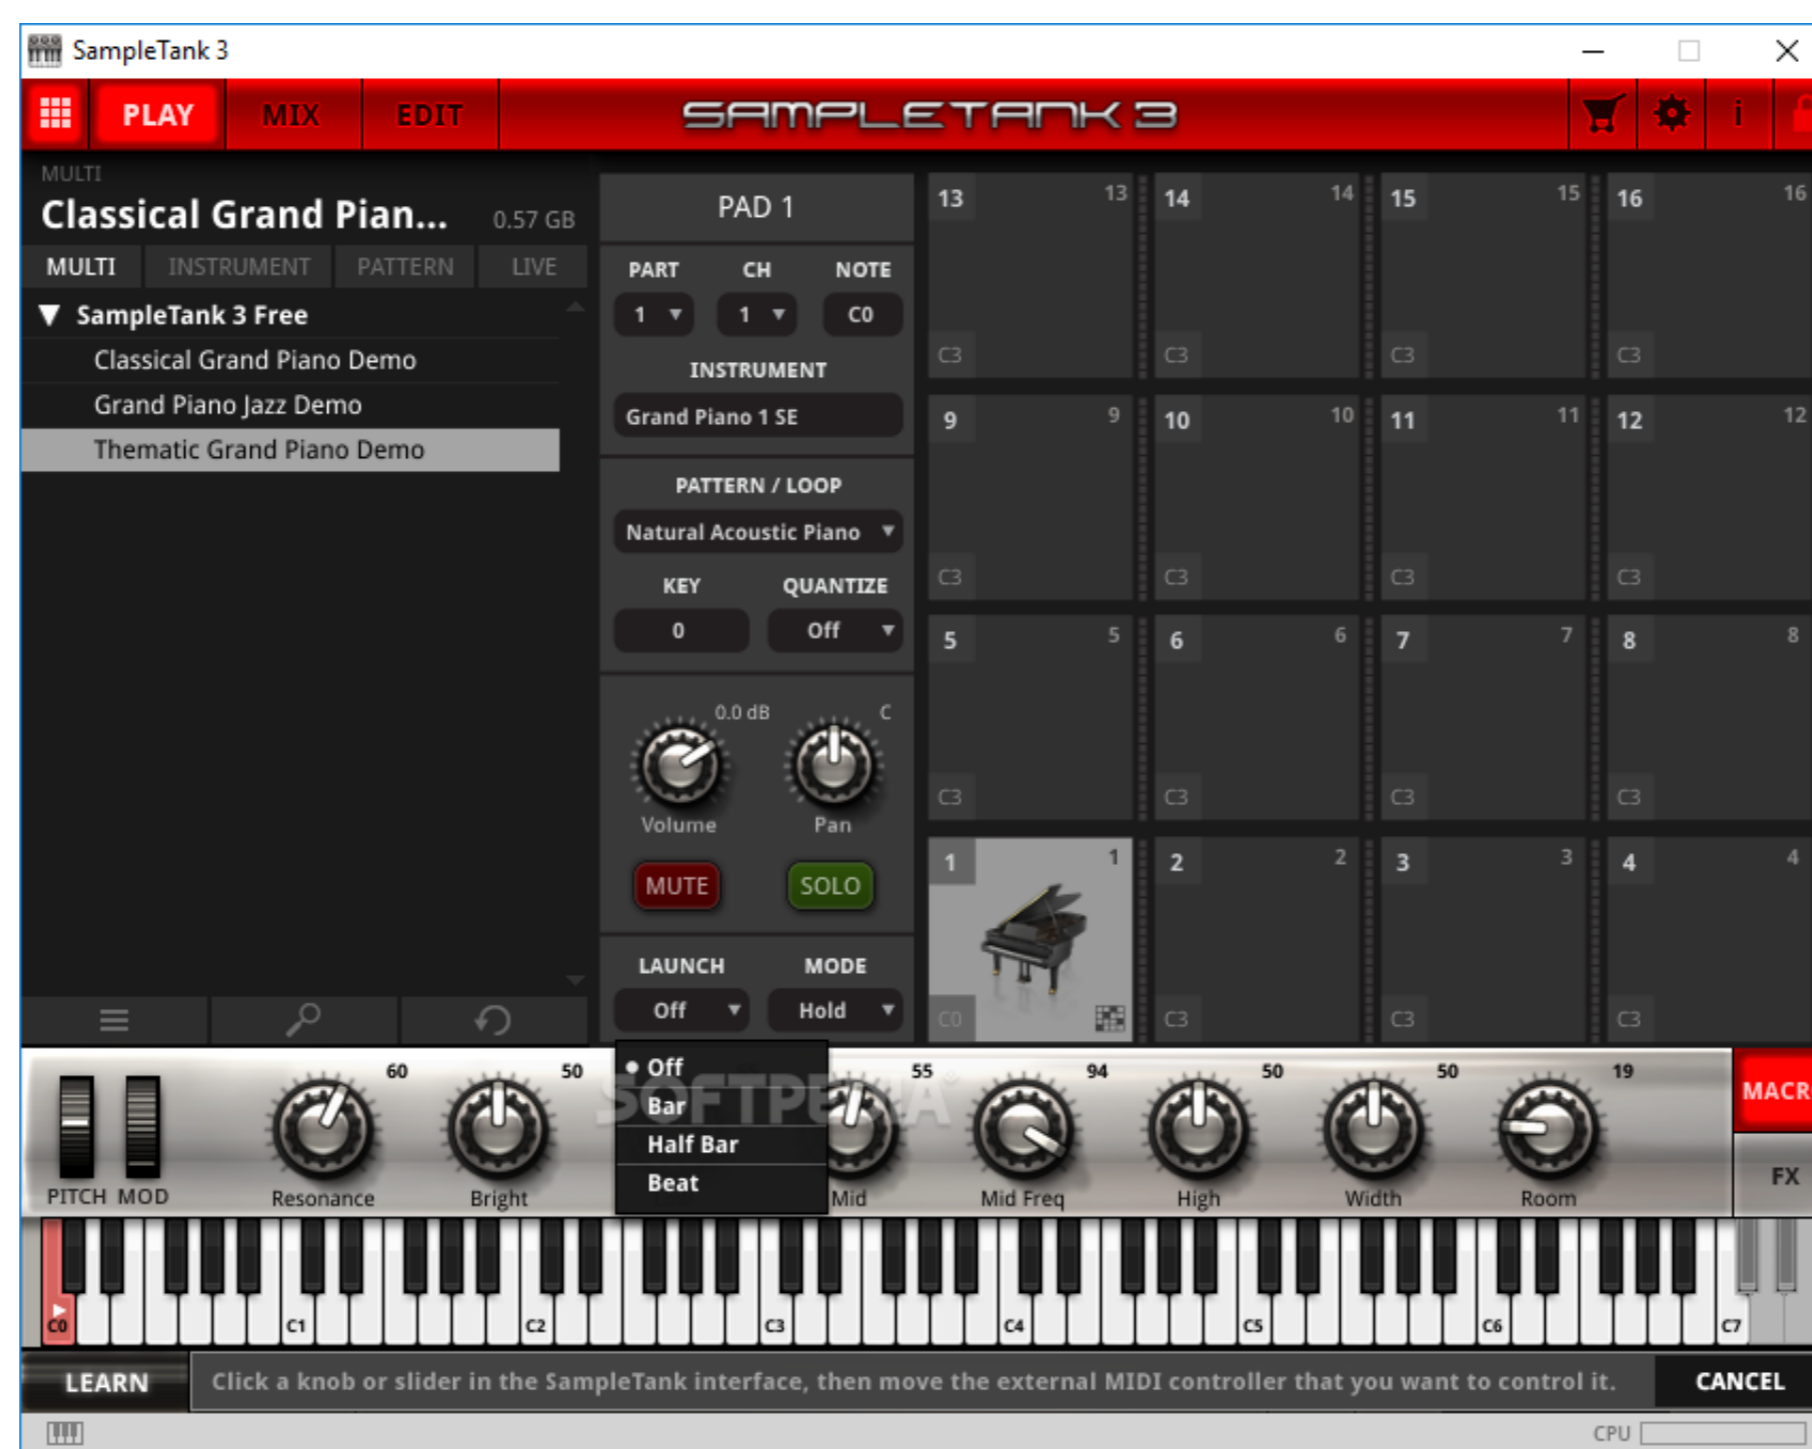 SampleTank 3
PLAY MIX EDIT SAMPLETANK 3 i
MULTI
Classical Grand Pian... 0.57 GB
MULTI INSTRUMENT PATTERN LIVE
SampleTank 3 Free
Classical Grand Piano Demo
Grand Piano Jazz Demo
Thematic Grand Piano Demo
PAD 1
PART CH NOTE
1 1 C0
INSTRUMENT
Grand Piano 1 SE
PATTERN / LOOP
Natural Acoustic Piano
KEY QUANTIZE
0 Off
0.0 dB C
Volume Pan
MUTE SOLO
LAUNCH MODE
Off Hold
Off
Bar
Half Bar
Beat
13 13 14 14 15 15 16 16
C3 C3 C3 C3
9 9 10 10 11 11 12 12
C3 C3 C3 C3
5 5 6 6 7 7 8 8
C3 C3 C3 C3
1 1 2 2 3 3 4 4
C0 C3 C3 C3
60 50 55 94 50 50 19
SOFTPEDIA®
PITCH MOD Resonance Bright Mid Mid Freq High Width Room
MACR
FX
C0 C1 C2 C3 C4 C5 C6 C7
LEARN Click a knob or slider in the SampleTank interface, then move the external MIDI controller that you want to control it. CANCEL
CPU